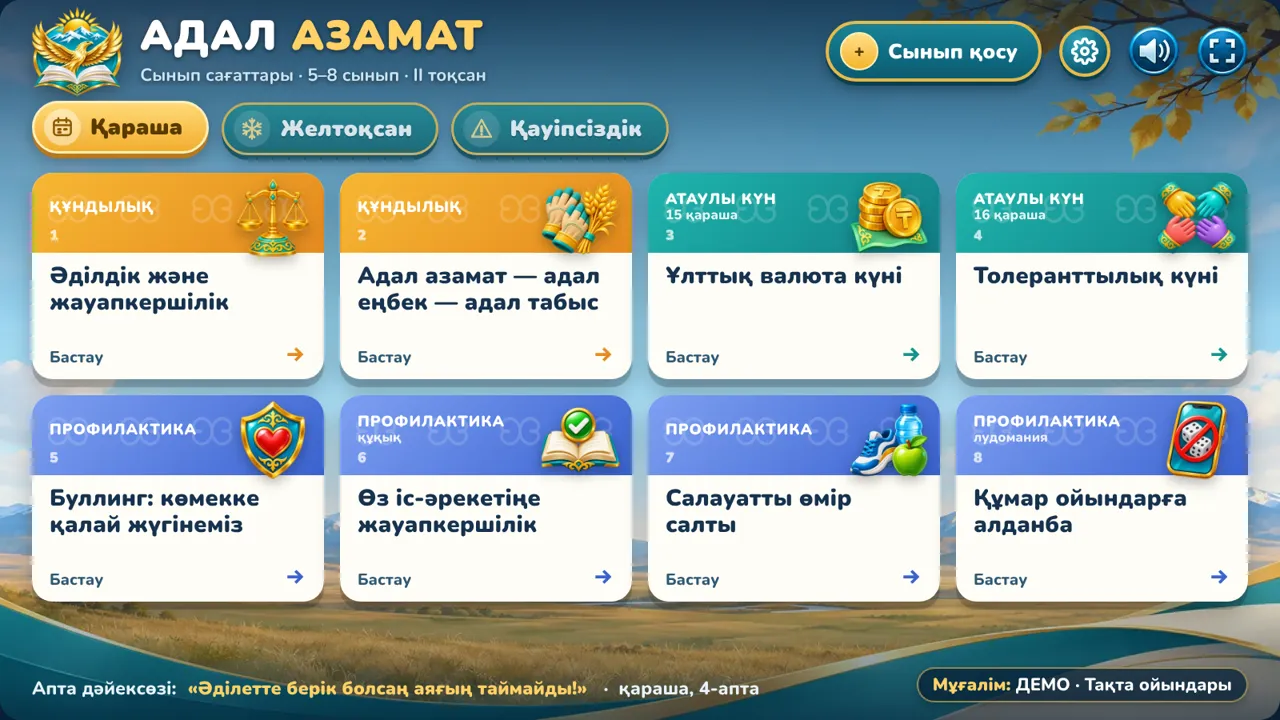 АДАЛ АЗАМАТ
Сынып сағаттары · 5–8 сынып · II тоқсан
+ Сынып қосу
Қараша
Желтоқсан
Қауіпсіздік
ҚҰНДЫЛЫҚ
1
Әділдік және
жауапкершілік
Бастау →
ҚҰНДЫЛЫҚ
2
Адал азамат — адал
еңбек — адал табыс
Бастау →
АТАУЛЫ КҮН
15 қараша
3
Ұлттық валюта күні
Бастау →
АТАУЛЫ КҮН
16 қараша
4
Толеранттылық күні
Бастау →
ПРОФИЛАКТИКА
5
Буллинг: көмекке
қалай жүгінеміз
Бастау →
ПРОФИЛАКТИКА
құқық
6
Өз іс-әрекетіңе
жауапкершілік
Бастау →
ПРОФИЛАКТИКА
7
Салауатты өмір
салты
Бастау →
ПРОФИЛАКТИКА
лудомания
8
Құмар ойындарға
алданба
Бастау →
Апта дәйексөзі: «Әділетте берік болсаң аяғың таймайды!» · қараша, 4-апта
Мұғалім: ДЕМО · Тақта ойындары